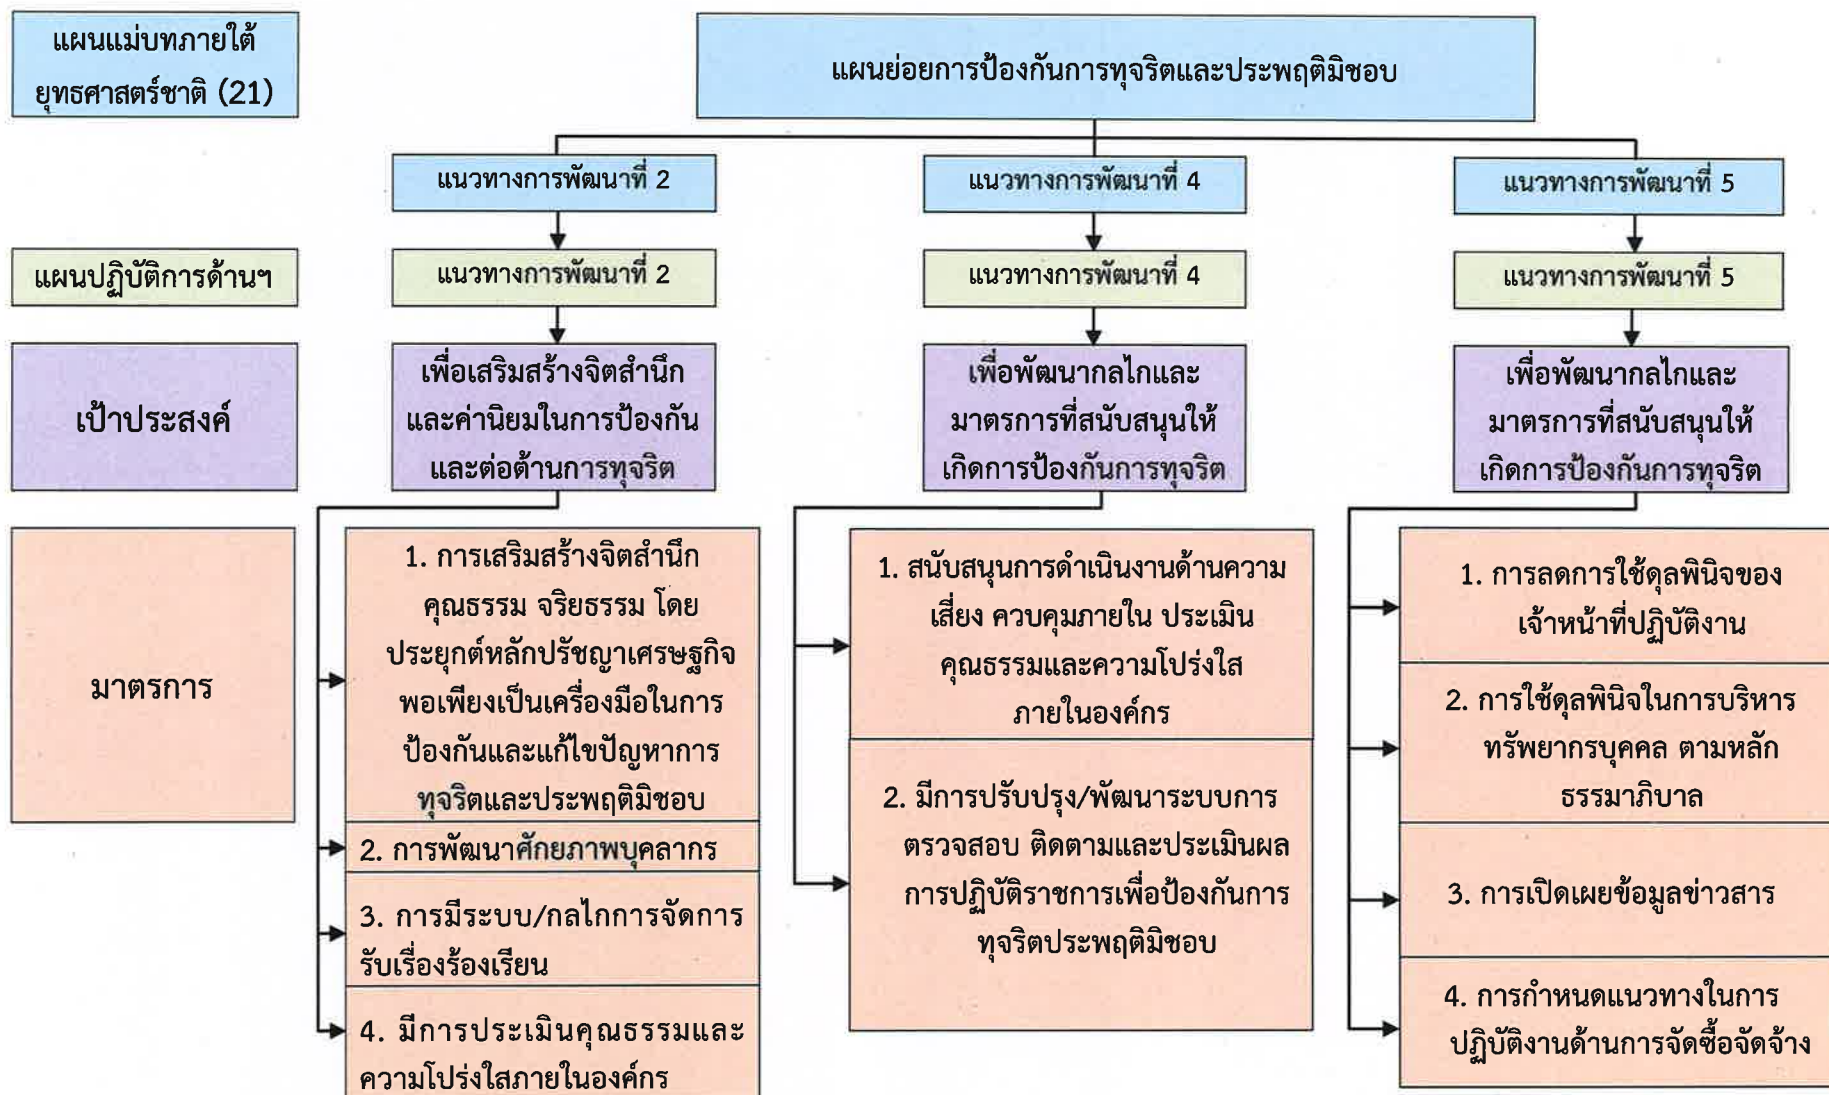 แผนแม่บทภายใต้
ยุทธศาสตร์ชาติ (21)
แผนย่อยการป้องกันการทุจริตและประพฤติมิชอบ
แนวทางการพัฒนาที่ 2
แนวทางการพัฒนาที่ 4
แนวทางการพัฒนาที่ 5
แผนปฏิบัติการด้านฯ
แนวทางการพัฒนาที่ 2
แนวทางการพัฒนาที่ 4
แนวทางการพัฒนาที่ 5
เป้าประสงค์
เพื่อเสริมสร้างจิตสำนึก
และค่านิยมในการป้องกัน
และต่อต้านการทุจริต
เพื่อพัฒนากลไกและ
มาตรการที่สนับสนุนให้
เกิดการป้องกันการทุจริต
เพื่อพัฒนากลไกและ
มาตรการที่สนับสนุนให้
เกิดการป้องกันการทุจริต
มาตรการ
1. การเสริมสร้างจิตสำนึก
คุณธรรม จริยธรรม โดย
ประยุกต์หลักปรัชญาเศรษฐกิจ
พอเพียงเป็นเครื่องมือในการ
ป้องกันและแก้ไขปัญหาการ
ทุจริตและประพฤติมิชอบ
2. การพัฒนาศักยภาพบุคลากร
3. การมีระบบ/กลไกการจัดการ
รับเรื่องร้องเรียน
4. มีการประเมินคุณธรรมและ
ความโปร่งใสภายในองค์กร
1. สนับสนุนการดำเนินงานด้านความ
เสี่ยง ควบคุมภายใน ประเมิน
คุณธรรมและความโปร่งใส
ภายในองค์กร
2. มีการปรับปรุง/พัฒนาระบบการ
ตรวจสอบ ติดตามและประเมินผล
การปฏิบัติราชการเพื่อป้องกันการ
ทุจริตประพฤติมิชอบ
1. การลดการใช้ดุลพินิจของ
เจ้าหน้าที่ปฏิบัติงาน
2. การใช้ดุลพินิจในการบริหาร
ทรัพยากรบุคคล ตามหลัก
ธรรมาภิบาล
3. การเปิดเผยข้อมูลข่าวสาร
4. การกำหนดแนวทางในการ
ปฏิบัติงานด้านการจัดซื้อจัดจ้าง